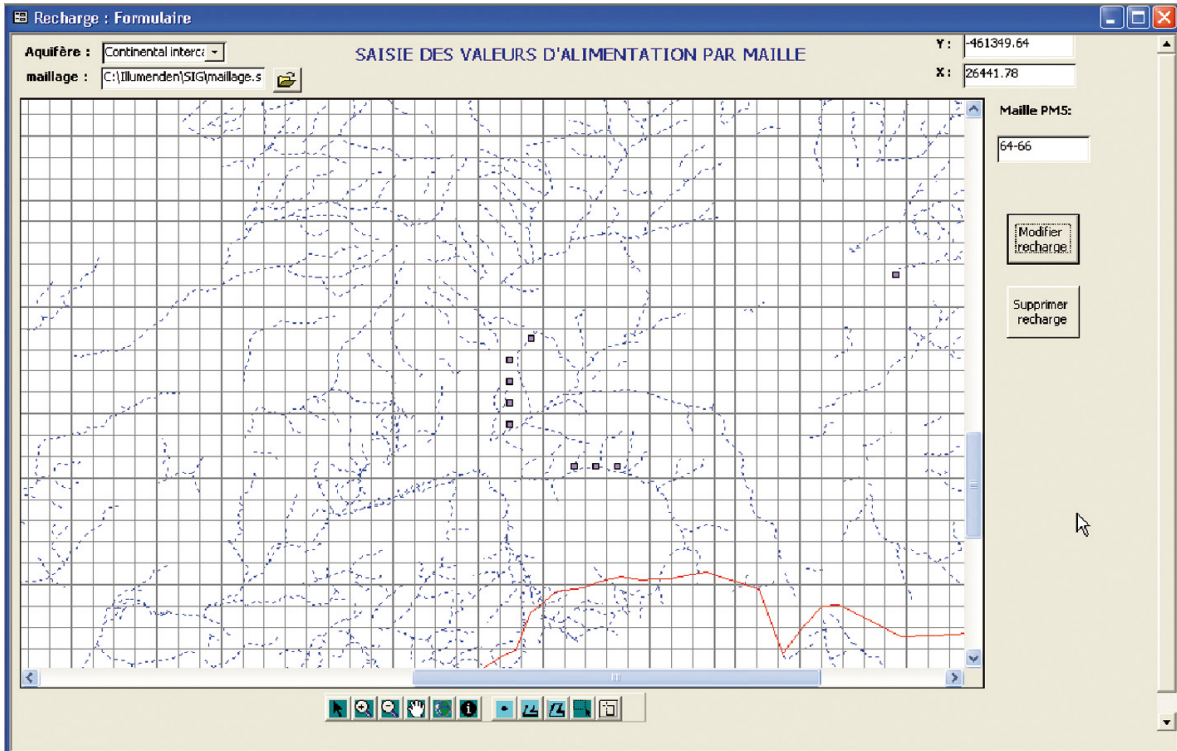 Recharge : Formulaire
Aquifère : Continental interca
SAISIE DES VALEURS D'ALIMENTATION PAR MAILLE
Y : -461349.64
maillage : C:\Illumenden\SIG\maillage.s
X : 26441.78
Maille PM5:
64-66
Modifier
recharge
Supprimer
recharge